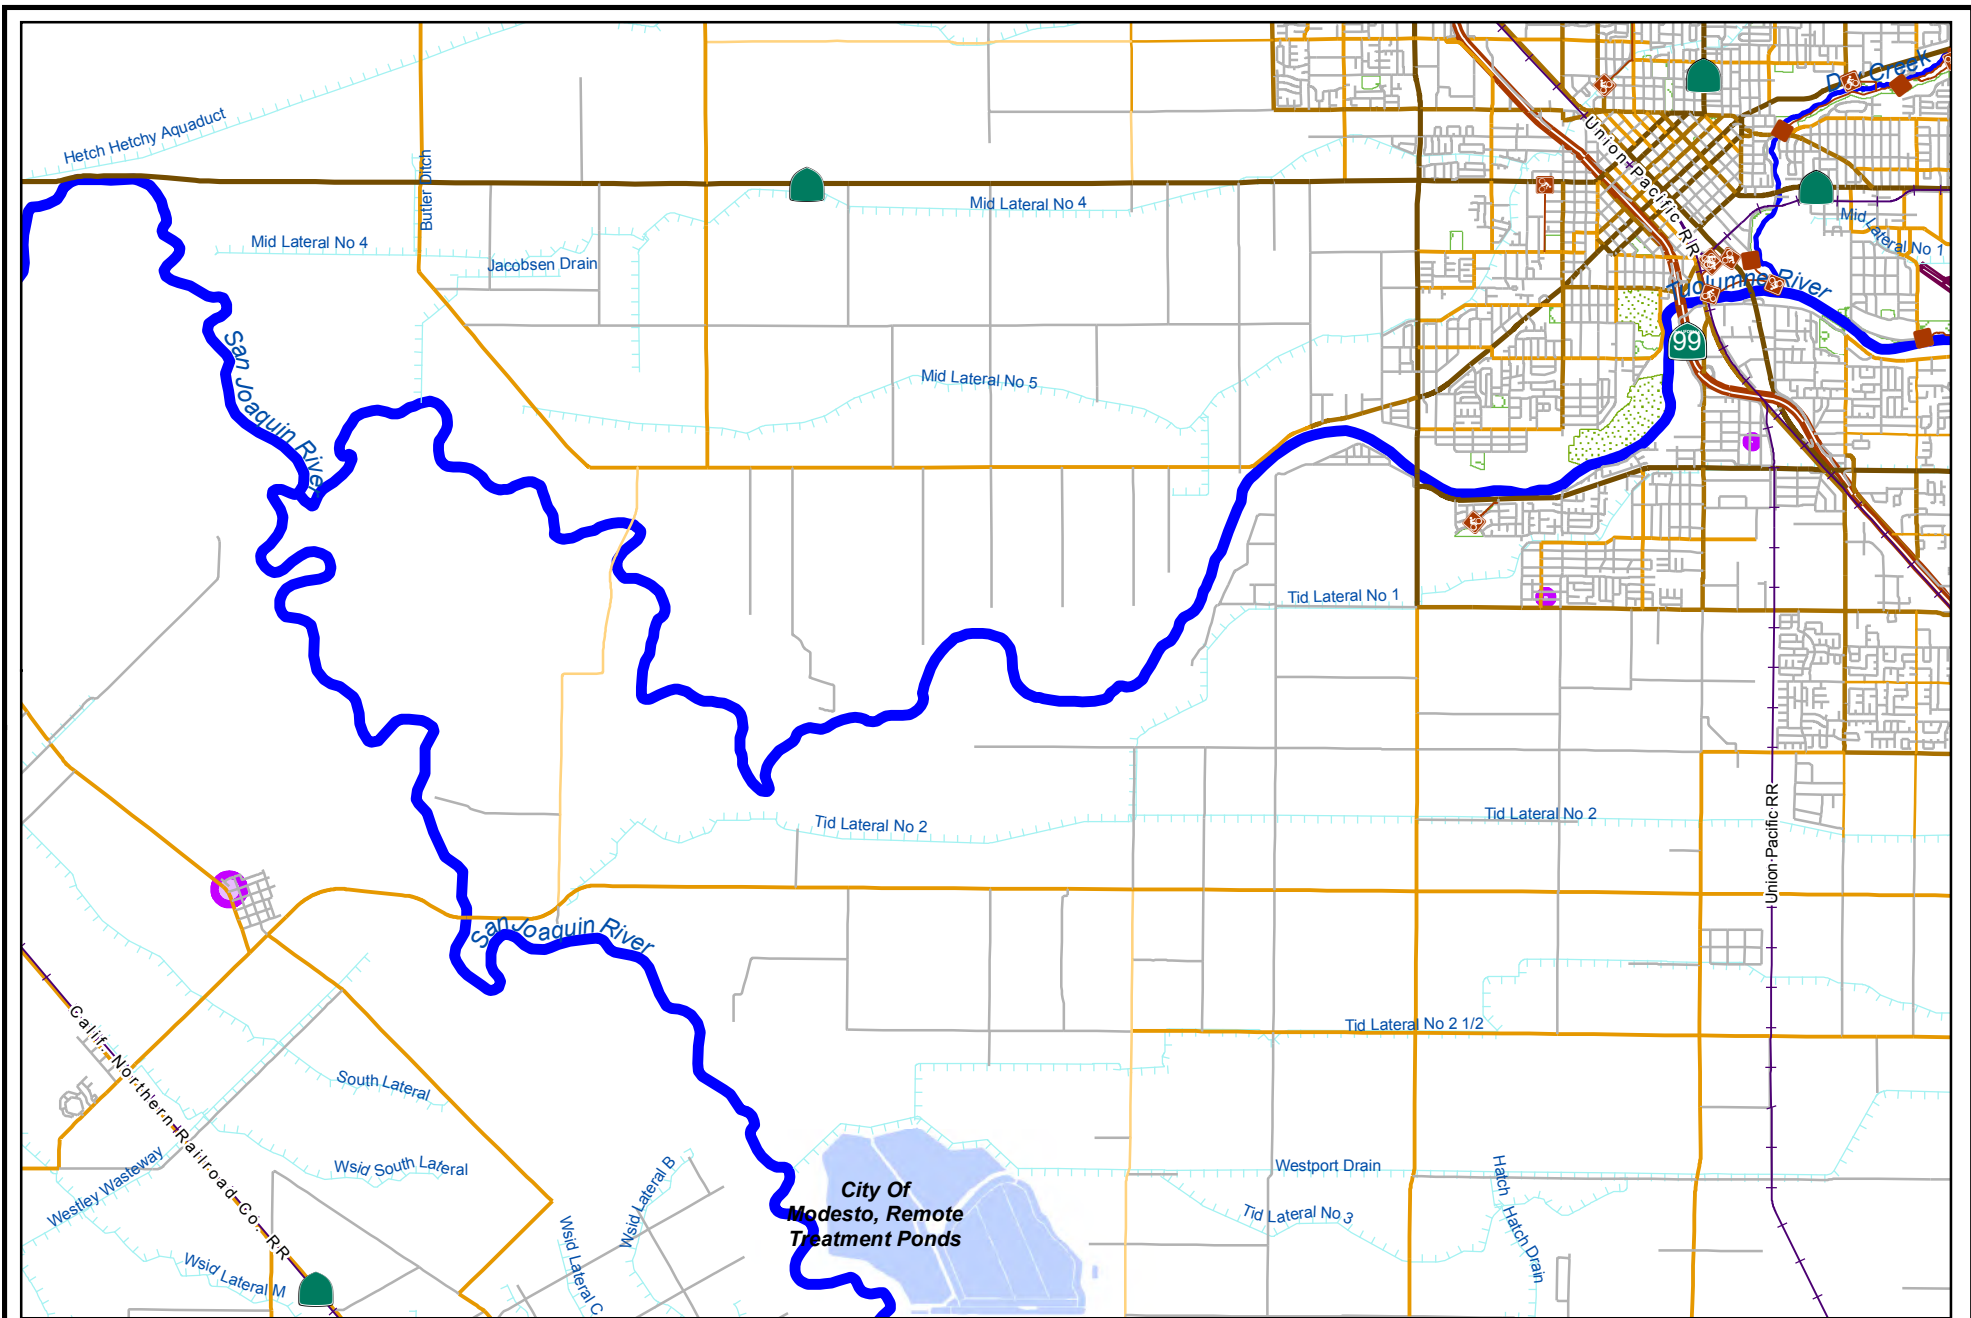 Hetch Hetchy Aquaduct
Butler Ditch
Mid Lateral No 4
Mid Lateral No 4
Jacobsen Drain
Mid Lateral No 5
San Joaquin River
Union Pacific RR
Creek
Mid Lateral No 1
Tuolumne River
99
Tid Lateral No 1
Tid Lateral No 2
Tid Lateral No 2
Union Pacific RR
San Joaquin River
Tid Lateral No 2 1/2
Calif. Northern Railroad Co. RR
South Lateral
Wsid South Lateral
Westley Wasteway
Wsid Lateral M
Wsid Lateral B
Wsid Lateral C
City Of
Modesto, Remote
Treatment Ponds
Westport Drain
Tid Lateral No 3
Hatch
Hatch Drain